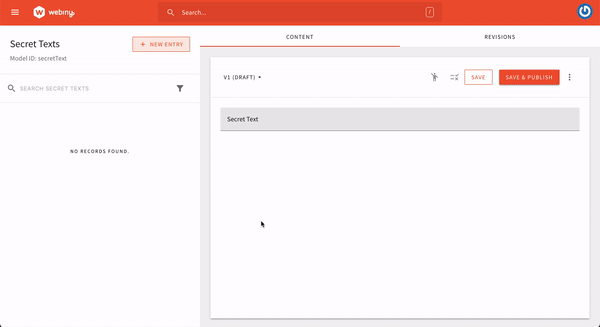 webiny
Search...
/
Secret Texts
+ NEW ENTRY
Model ID: secretText
SEARCH SECRET TEXTS
NO RECORDS FOUND.
CONTENT
REVISIONS
V1 (DRAFT)
SAVE
SAVE & PUBLISH
Secret Text